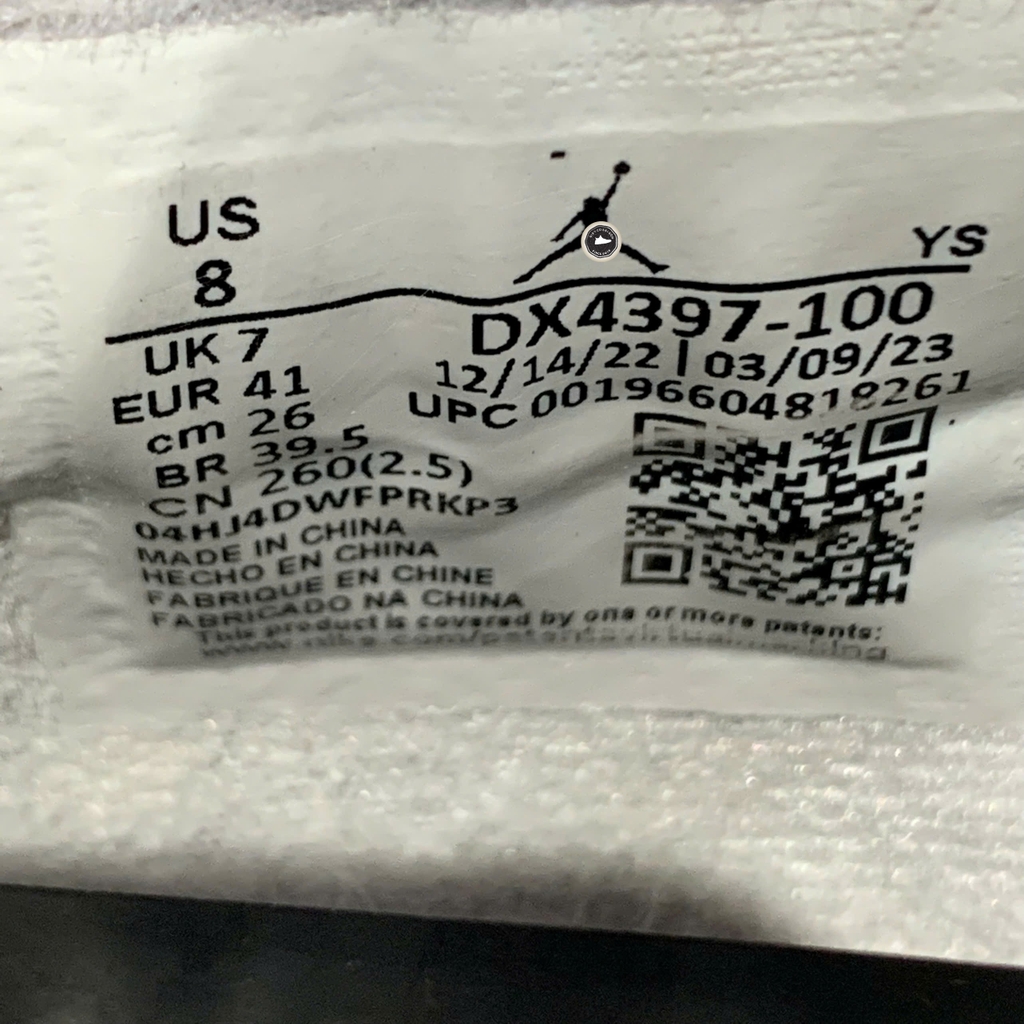 US
8
YS
UK 7
EUR 41
cm 26
BR 39.5
CN 260(2.5)
04HJ4DWFPRKP3
MADE IN CHINA
HECHO EN CHINA
FABRIQUE EN CHINE
FABRICADO NA CHINA
DX4397-100
12/14/22 | 03/09/23
UPC 00196604818261
This product is covered by one or more patents: